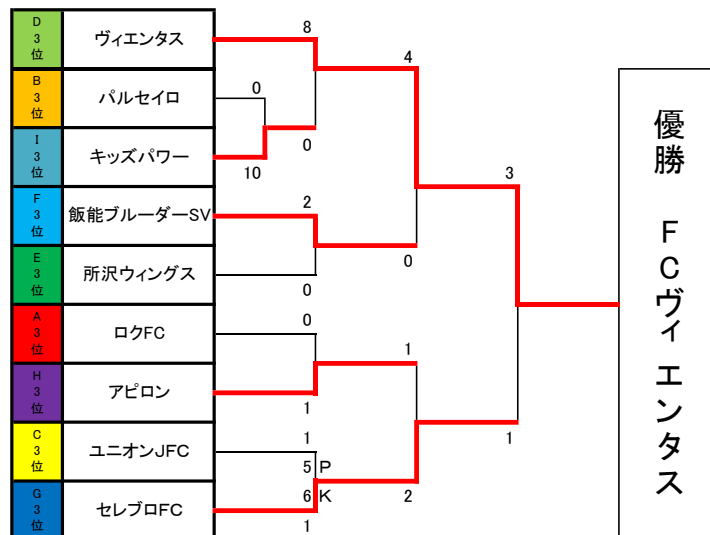 D
3
位
ヴィエンタス
8
4
B
3
位
パルセイロ
0
I
3
位
キッズパワー
10
0
3
F
3
位
飯能ブルーダーSV
2
0
E
3
位
所沢ウィングス
0
A
3
位
ロクFC
0
1
H
3
位
アピロン
1
C
3
位
ユニオンJFC
1
5 P
1
G
3
位
セレブロFC
6 K
2
1
優勝 FCヴィエンタス